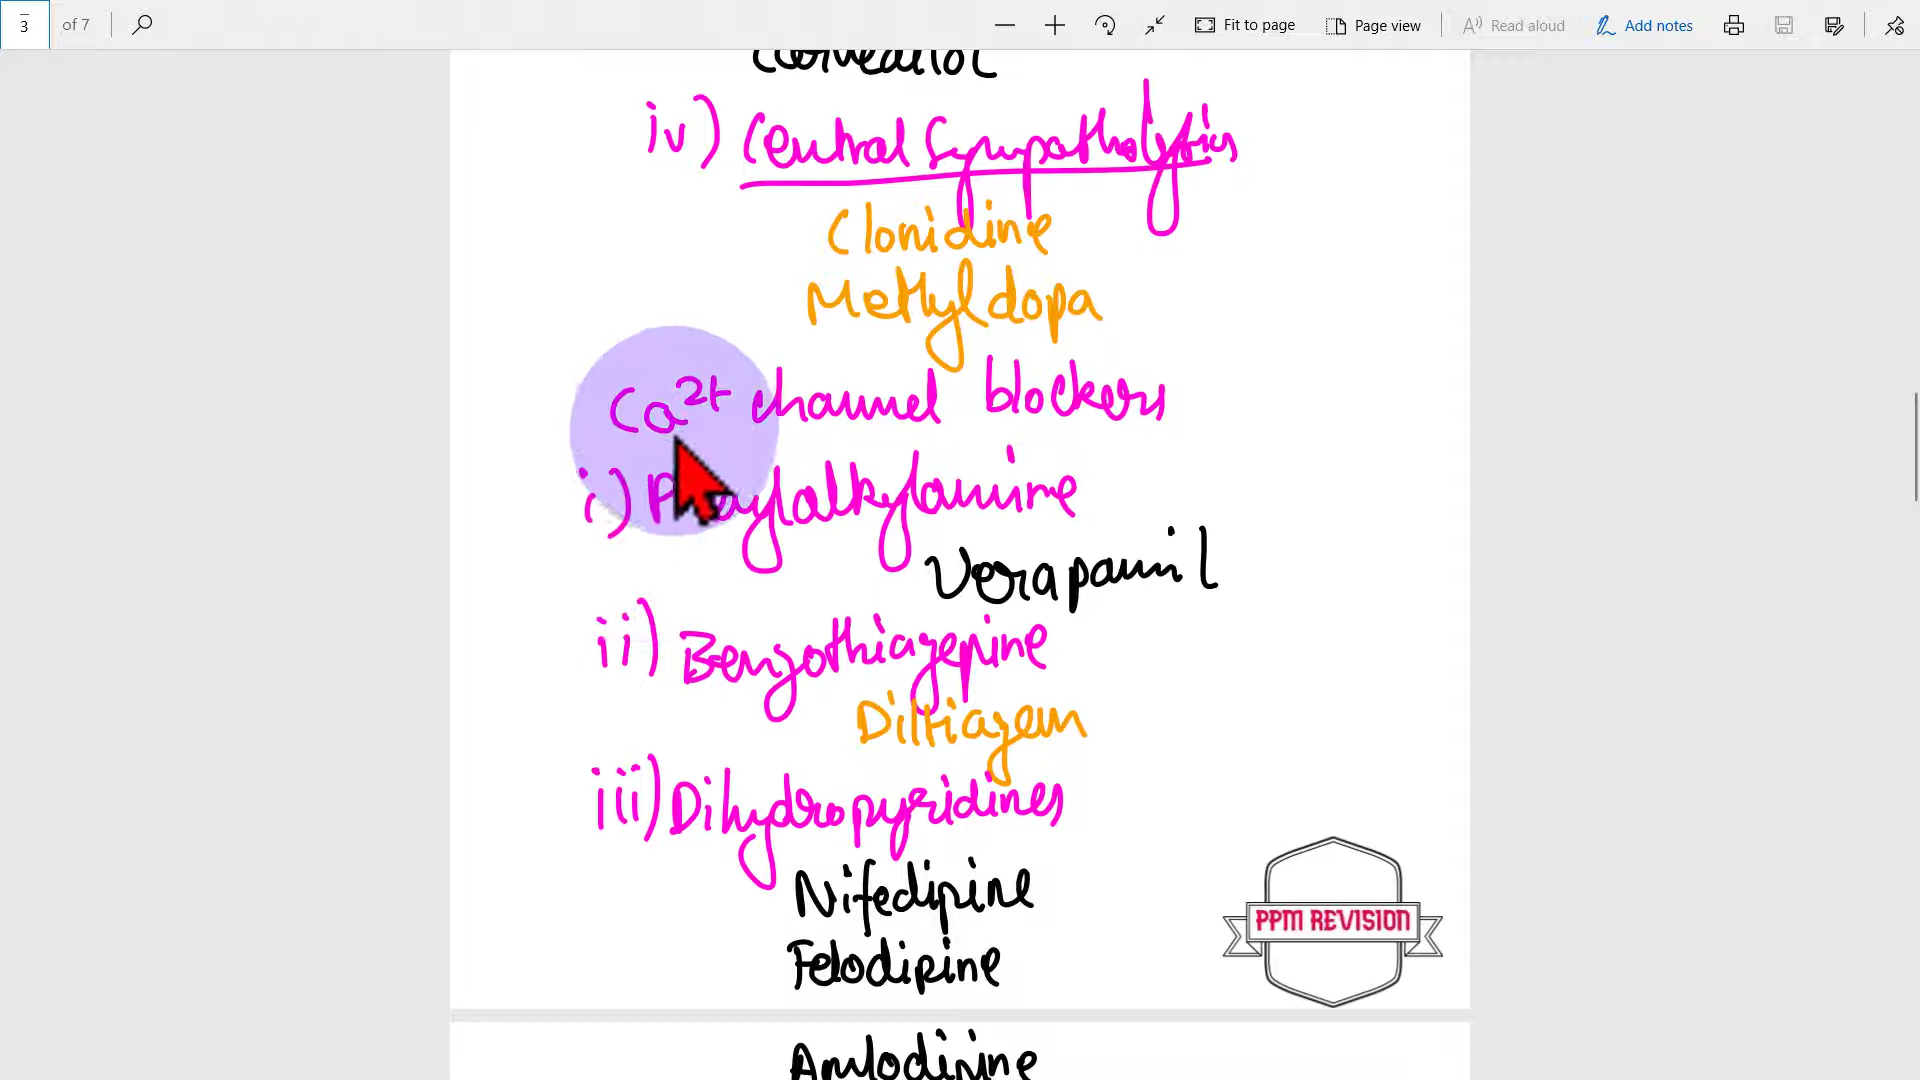 3 of 7 Fit to page Page view Read aloud Add notes
Carvedilol
iv) Central Sympatholytics
Clonidine
Methyldopa
Ca2+ channel blockers
i) Phenylalkylamine
Verapamil
ii) Benzothiazepine
Diltiazem
iii) Dihydropyridines
Nifedipine
Felodipine
PPM REVISION
Amlodipine